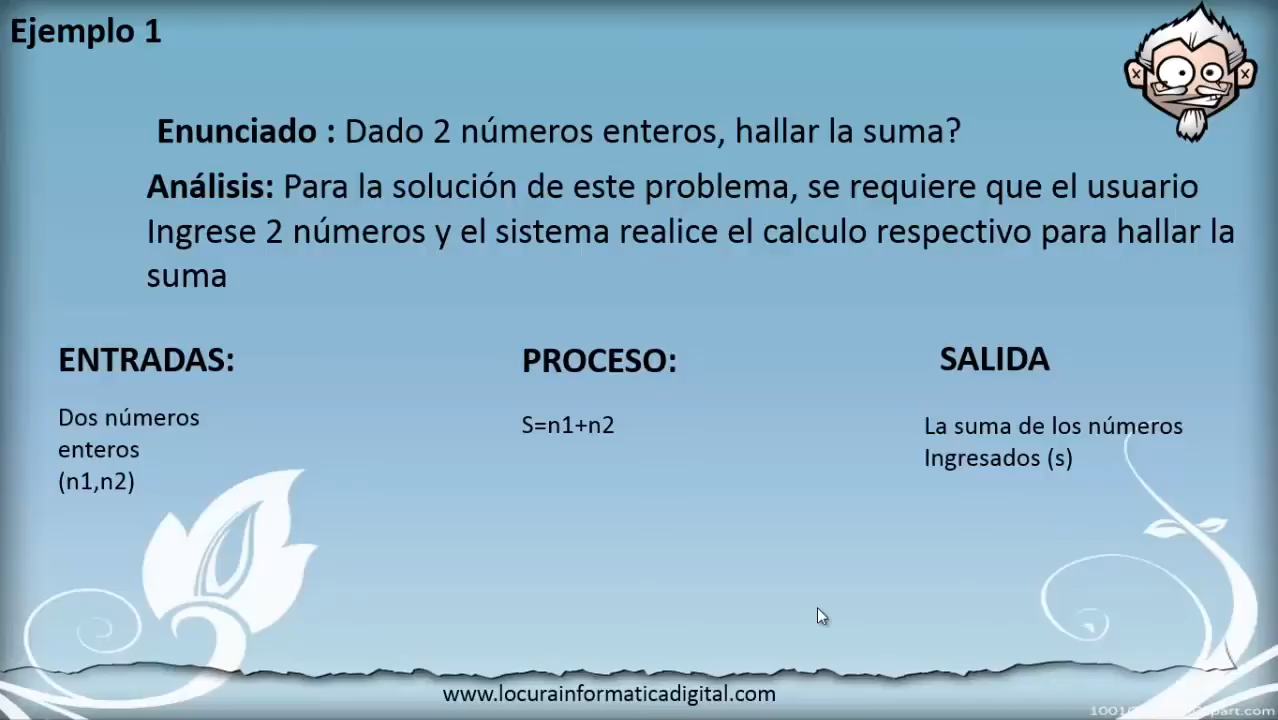 Ejemplo 1
Enunciado : Dado 2 números enteros, hallar la suma?
Análisis: Para la solución de este problema, se requiere que el usuario
Ingrese 2 números y el sistema realice el calculo respectivo para hallar la
suma
ENTRADAS:
Dos números
enteros
(n1,n2)
PROCESO:
S=n1+n2
SALIDA
La suma de los números
Ingresados (s)
www.locurainformaticadigital.com